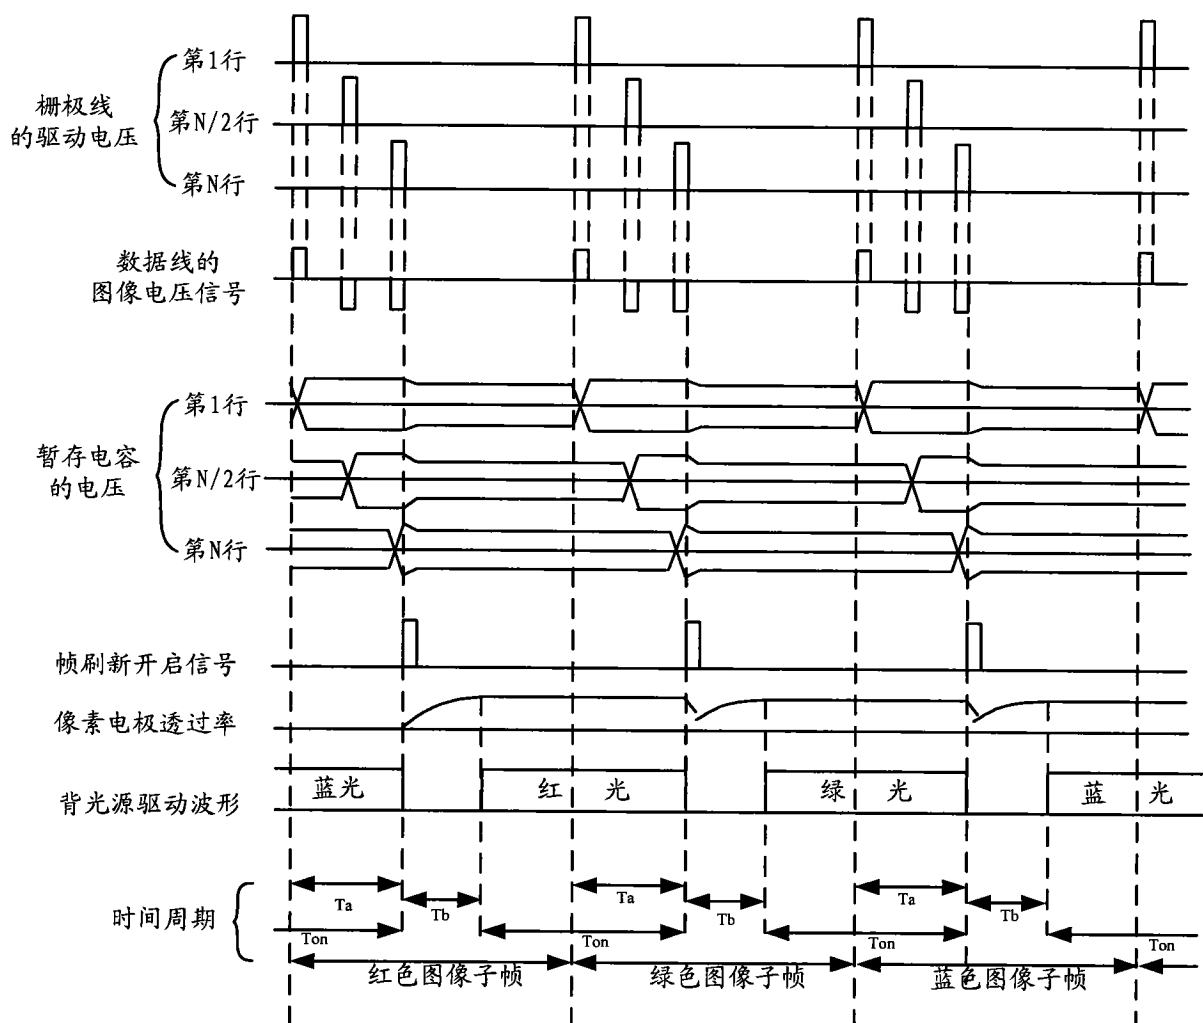 第1行
栅极线
的驱动电压
第N/2行
第N行
数据线的
图像电压信号
第1行
暂存电容
的电压
第N/2行
第N行
帧刷新开启信号
像素电极透过率
背光源驱动波形
蓝光 红 光 绿 光 蓝 光
时间周期
Ta Ta Ta
Tb Tb Tb
Ton Ton Ton Ton
红色图像子帧 绿色图像子帧 蓝色图像子帧